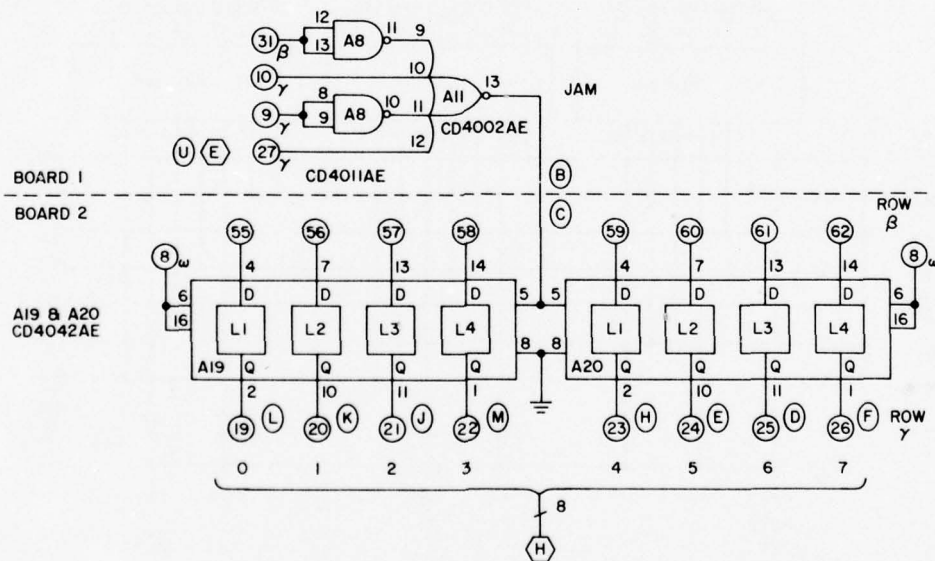 12 11 9
31 β 13 A8
10 γ 10 13
A11 JAM
8 10 11
9 γ 9 A8 CD4002AE
12
U E 27 γ
CD4011AE
BOARD 1 B
BOARD 2 C ROW β
55 56 57 58 59 60 61 62
8 ω 8 ω
4 7 13 14 4 7 13 14
6 D D D D 5 5 D D D D 6
16 16
A19 & A20
CD4042AE
L1 L2 L3 L4 L1 L2 L3 L4
8 8
A19 Q Q Q Q A20 Q Q Q Q
2 10 11 1 2 10 11 1
19 L 20 K 21 J 22 M 23 H 24 E 25 D 26 F ROW γ
0 1 2 3 4 5 6 7
8
H